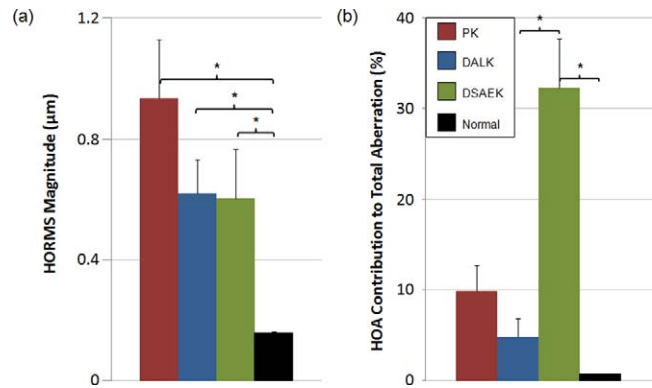 (a)
HORMS Magnitude (µm)
1.2
0.8
0.4
0
*
*
*
(b)
HOA Contribution to Total Aberration (%)
40
30
20
10
0
PK
DALK
DSAEK
Normal
*
*